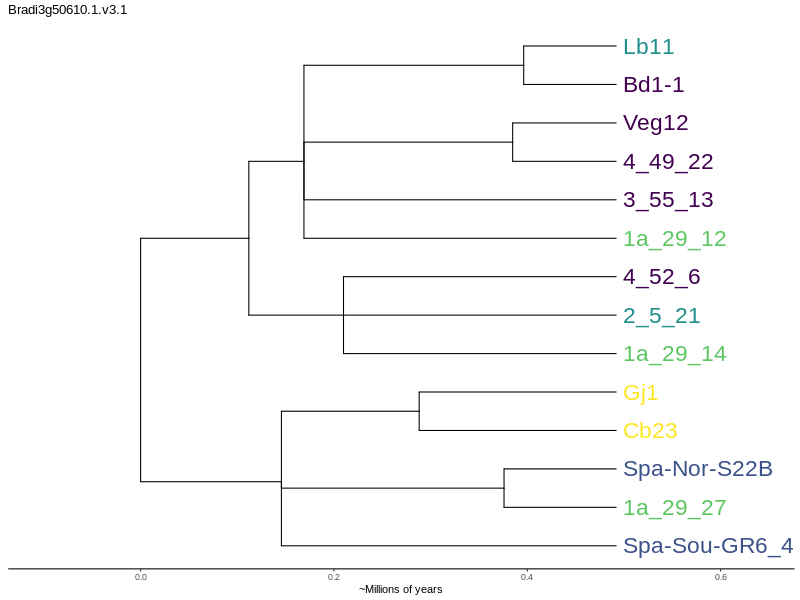 Bradi3g50610.1.v3.1
Lb11
Bd1-1
Veg12
4_49_22
3_55_13
1a_29_12
4_52_6
2_5_21
1a_29_14
Gj1
Cb23
Spa-Nor-S22B
1a_29_27
Spa-Sou-GR6_4
0.0 0.2 0.4 0.6
~Millions of years